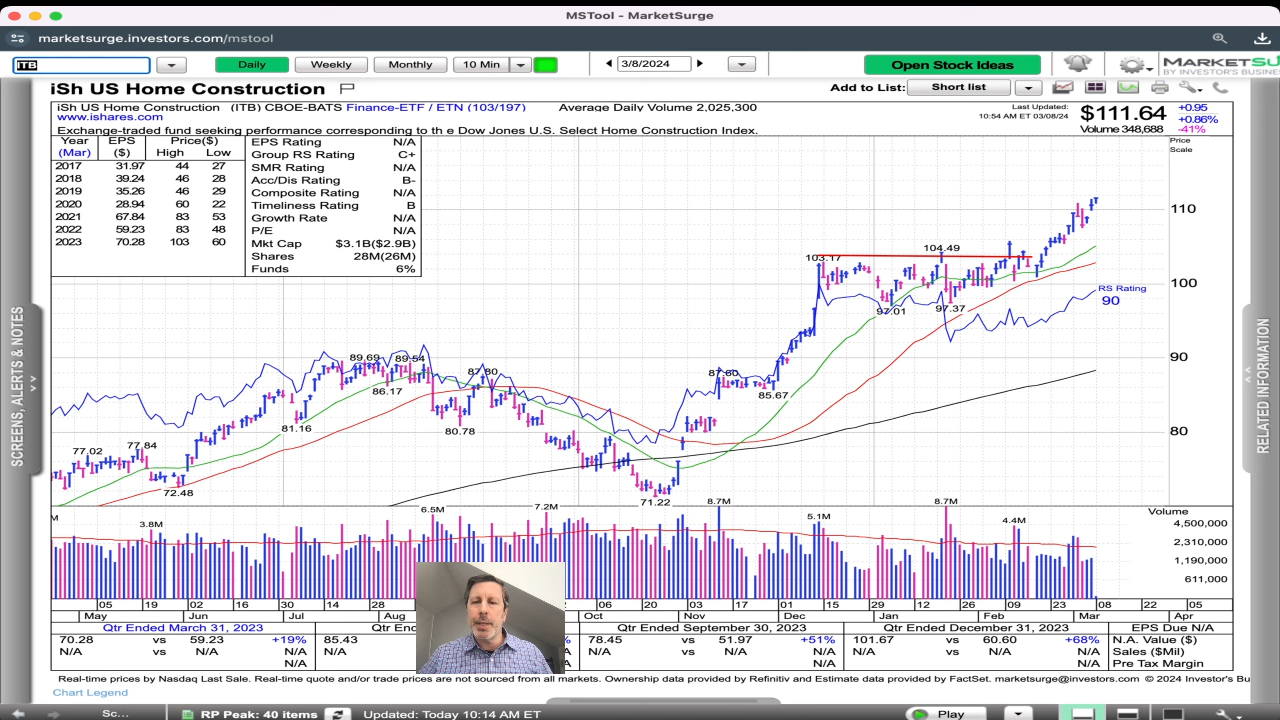 MSTool - MarketSurge
marketsurge.investors.com/mstool
ITB Daily Weekly Monthly 10 Min 3/8/2024 Open Stock Ideas MARKETSU
BY INVESTOR'S BUSINE
iSh US Home Construction Add to List: Short list
iSh US Home Construction (ITB) CBOE-BATS Finance-ETF / ETN (103/197) Average Daily Volume 2,025,300
www.ishares.com
Last Updated:
10:54 AM ET 03/08/24
$111.64 +0.95
+0.86%
Volume 348,688 -41%
Exchange-traded fund seeking performance corresponding to th e Dow Jones U.S. Select Home Construction Index.
Year EPS Price($)
(Mar) ($) High Low
2017 31.97 44 27
2018 39.24 46 28
2019 35.26 46 29
2020 28.94 60 22
2021 67.84 83 53
2022 59.23 83 48
2023 70.28 103 60
EPS Rating N/A
Group RS Rating C+
SMR Rating N/A
Acc/Dis Rating B-
Composite Rating N/A
Timeliness Rating B
Growth Rate N/A
P/E N/A
Mkt Cap $3.1B($2.9B)
Shares 28M(26M)
Funds 6%
Price
Scale
110
100
90
80
104.49
103.17
97.01
97.37
RS Rating
90
89.69 89.54
87.80
87.60
86.17
85.67
81.16
80.78
77.02
77.84
72.48
71.22
SCREENS, ALERTS & NOTES
RELATED INFORMATION
M 3.8M 6.5M 7.2M 8.7M 5.1M 8.7M 4.4M
Volume
4,500,000
2,310,000
1,190,000
611,000
05 19 02 16 30 14 28 06 20 03 17 01 15 29 12 26 09 23 08 22 05
May Jun Jul Aug Oct Nov Dec Jan Feb Mar Apr
Qtr Ended March 31, 2023 Qtr En Qtr Ended September 30, 2023 Qtr Ended December 31, 2023 EPS Due N/A
70.28 vs 59.23 +19% 85.43 % 78.45 vs 51.97 +51% 101.67 vs 60.60 +68% N.A. Value ($)
N/A vs N/A N/A N/A N/A N/A vs N/A N/A N/A vs N/A N/A Sales ($Mil)
N/A N/A N/A Pre Tax Margin
Real-time prices by Nasdaq Last Sale. Real-time quote and/or trade prices are not sourced from all markets. Ownership data provided by Refinitiv and Estimate data provided by FactSet. marketsurge@investors.com © 2024 Investor's Bu
Chart Legend
Sc... RP Peak: 40 items Updated: Today 10:14 AM ET Play